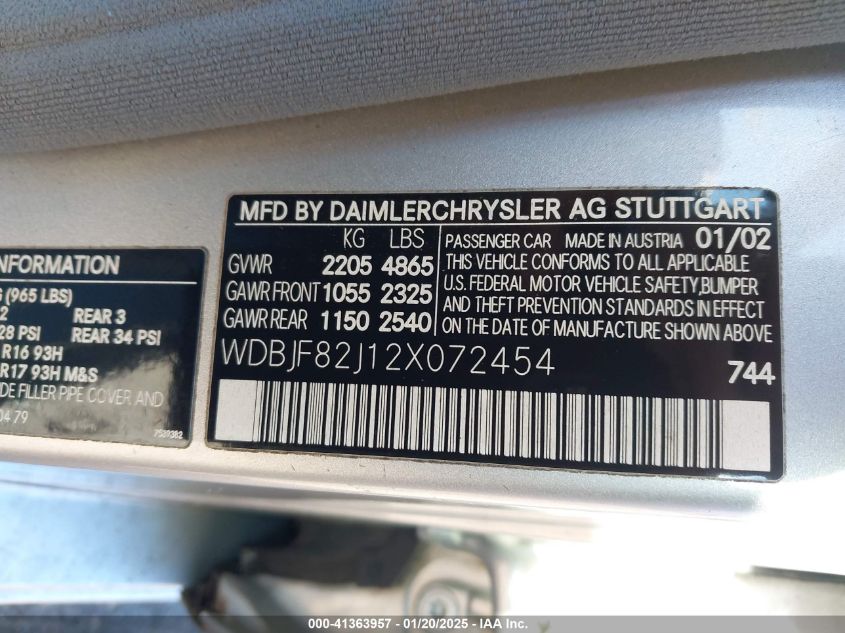 MFD BY DAIMLERCHRYSLER AG STUTTGART
KG LBS
GVWR 2205 4865
GAWR FRONT 1055 2325
GAWR REAR 1150 2540
PASSENGER CAR MADE IN AUSTRIA 01/02
THIS VEHICLE CONFORMS TO ALL APPLICABLE
U.S. FEDERAL MOTOR VEHICLE SAFETY,BUMPER
AND THEFT PREVENTION STANDARDS IN EFFECT
ON THE DATE OF MANUFACTURE SHOWN ABOVE
WDBJF82J12X072454
744
INFORMATION
G (965 LBS)
2 REAR 3
28 PSI REAR 34 PSI
R16 93H
R17 93H M&S
DE FILLER PIPE COVER AND
0479
7589382
000-41363957 — 01/20/2025 — IAA Inc.